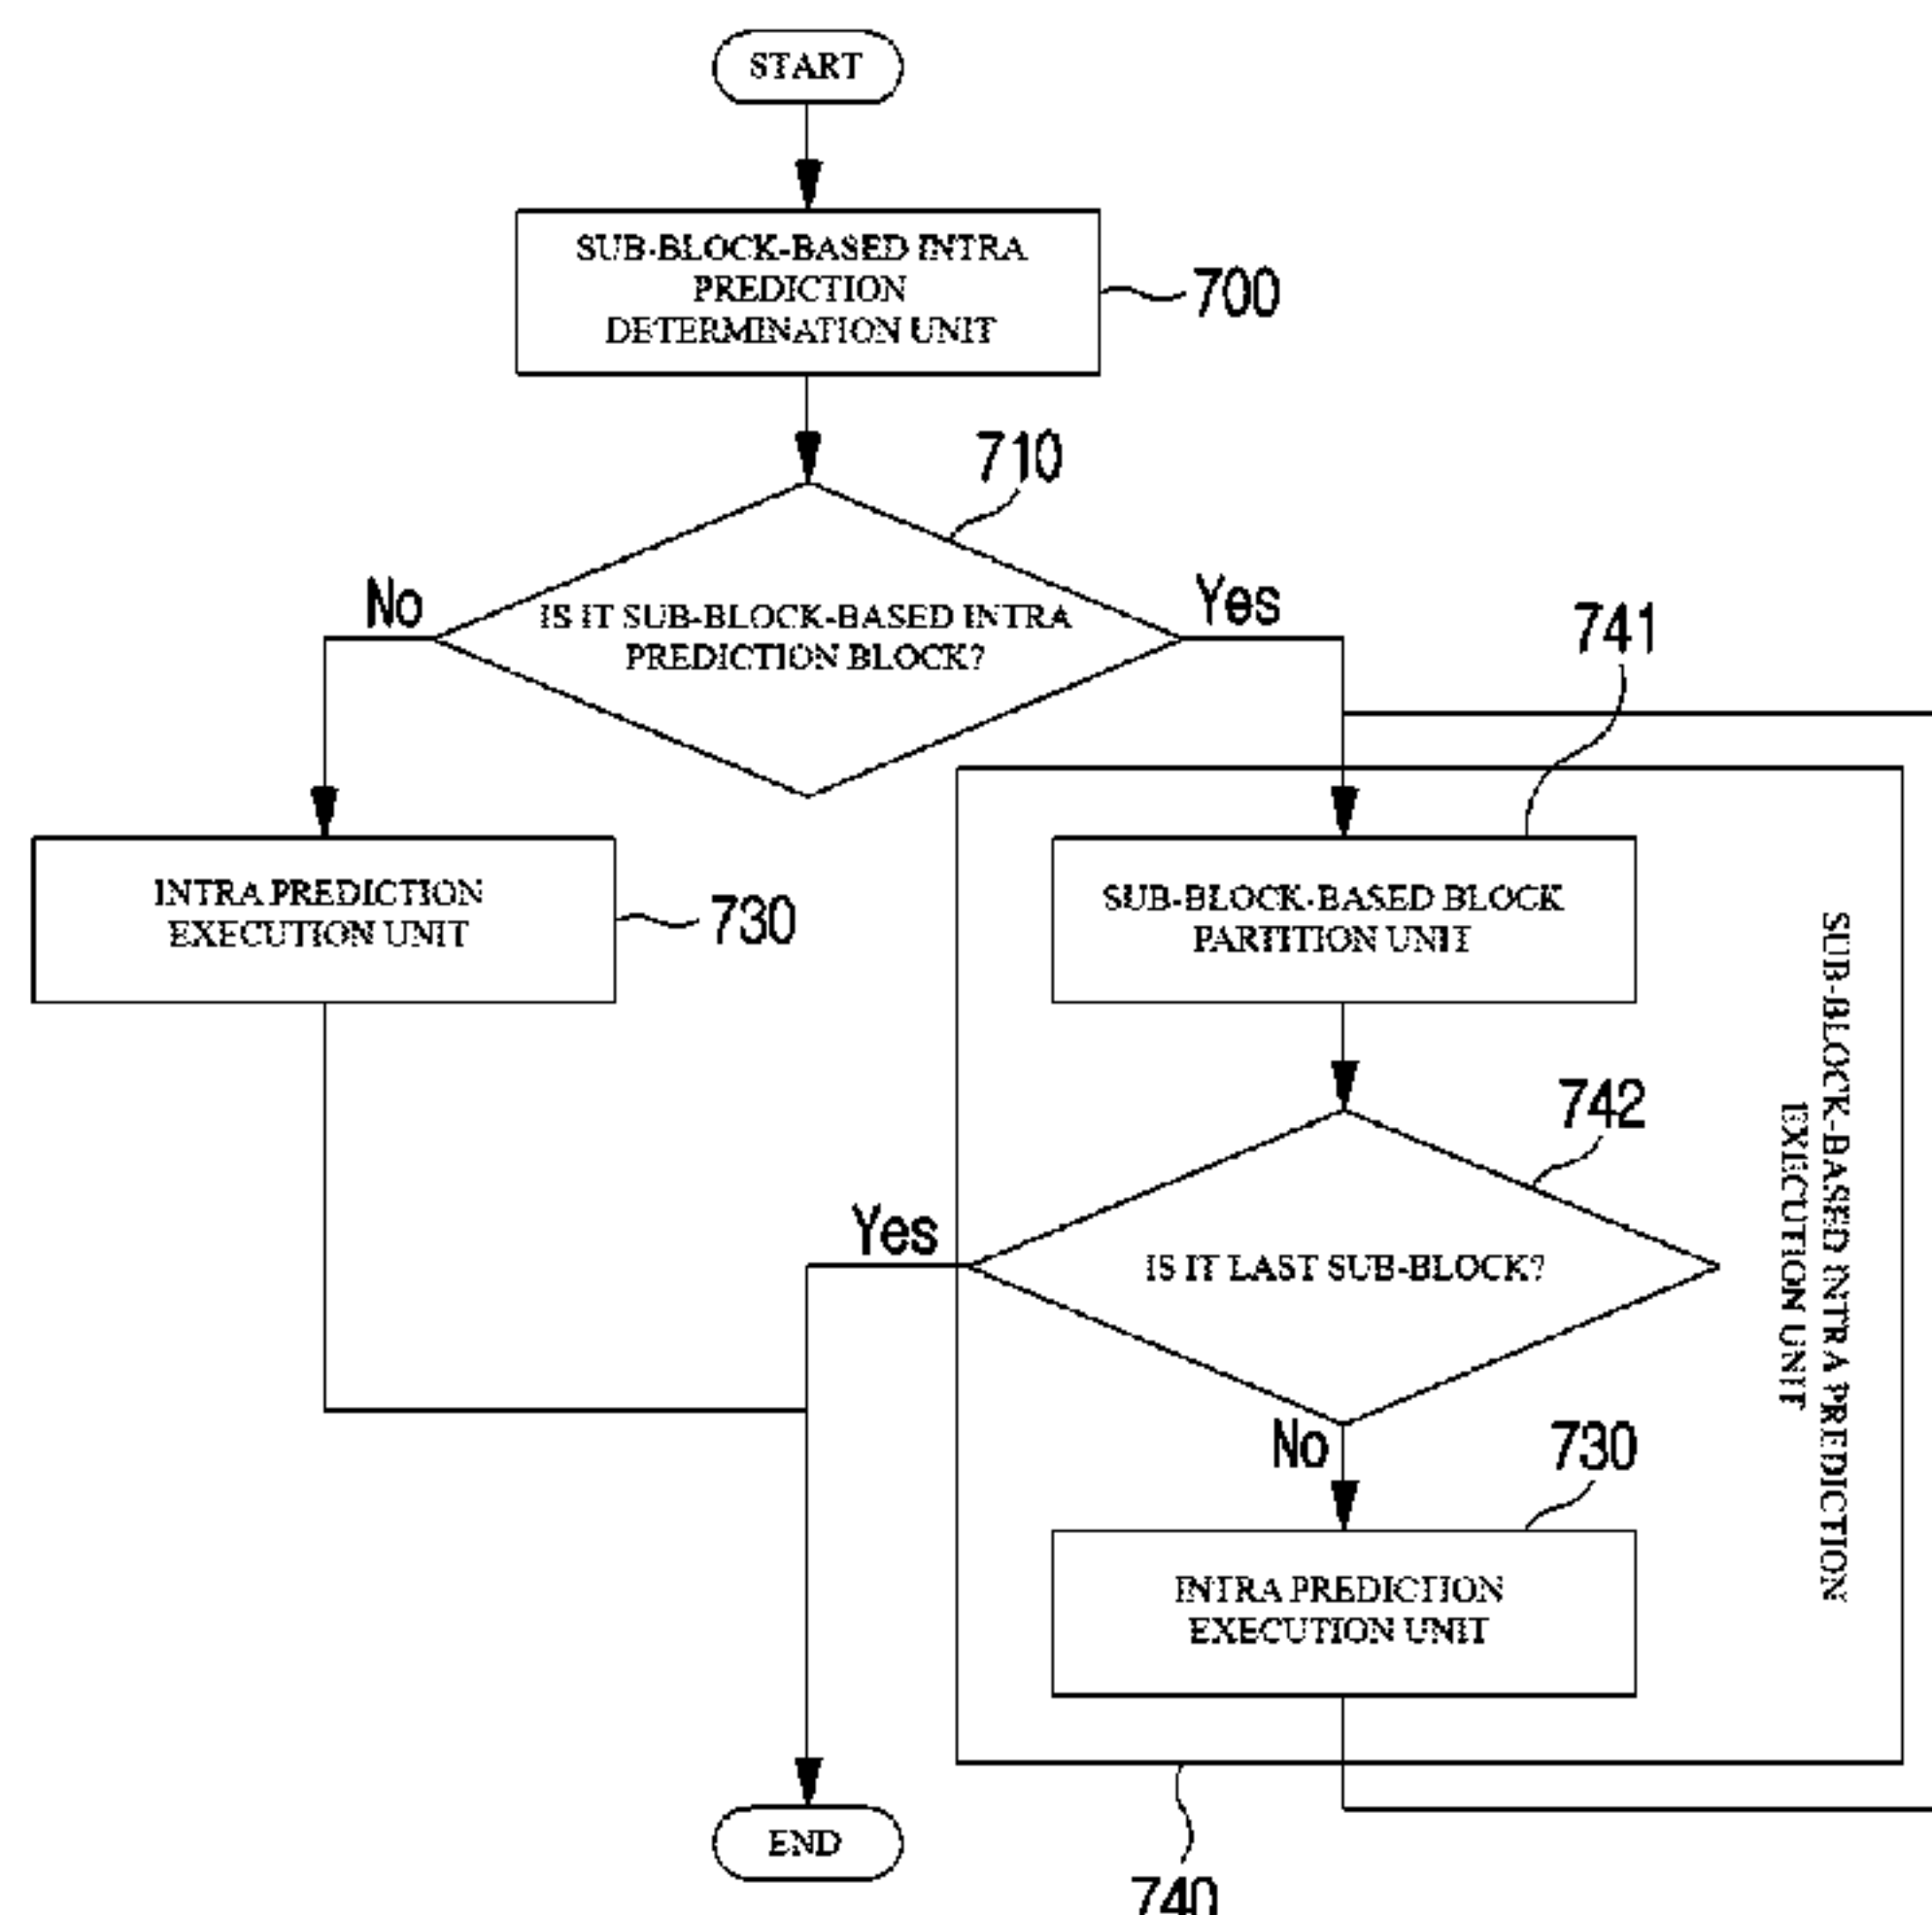 START
SUB-BLOCK-BASED INTRA
PREDICTION
DETERMINATION UNIT
700
710
No
IS IT SUB-BLOCK-BASED INTRA
PREDICTION BLOCK?
Yes
741
INTRA PREDICTION
EXECUTION UNIT
730
SUB-BLOCK-BASED BLOCK
PARTITION UNIT
SUB-BLOCK-BASED INTRA PREDICTION
EXECUTION UNIT
742
Yes
IS IT LAST SUB-BLOCK?
No
730
INTRA PREDICTION
EXECUTION UNIT
END
740